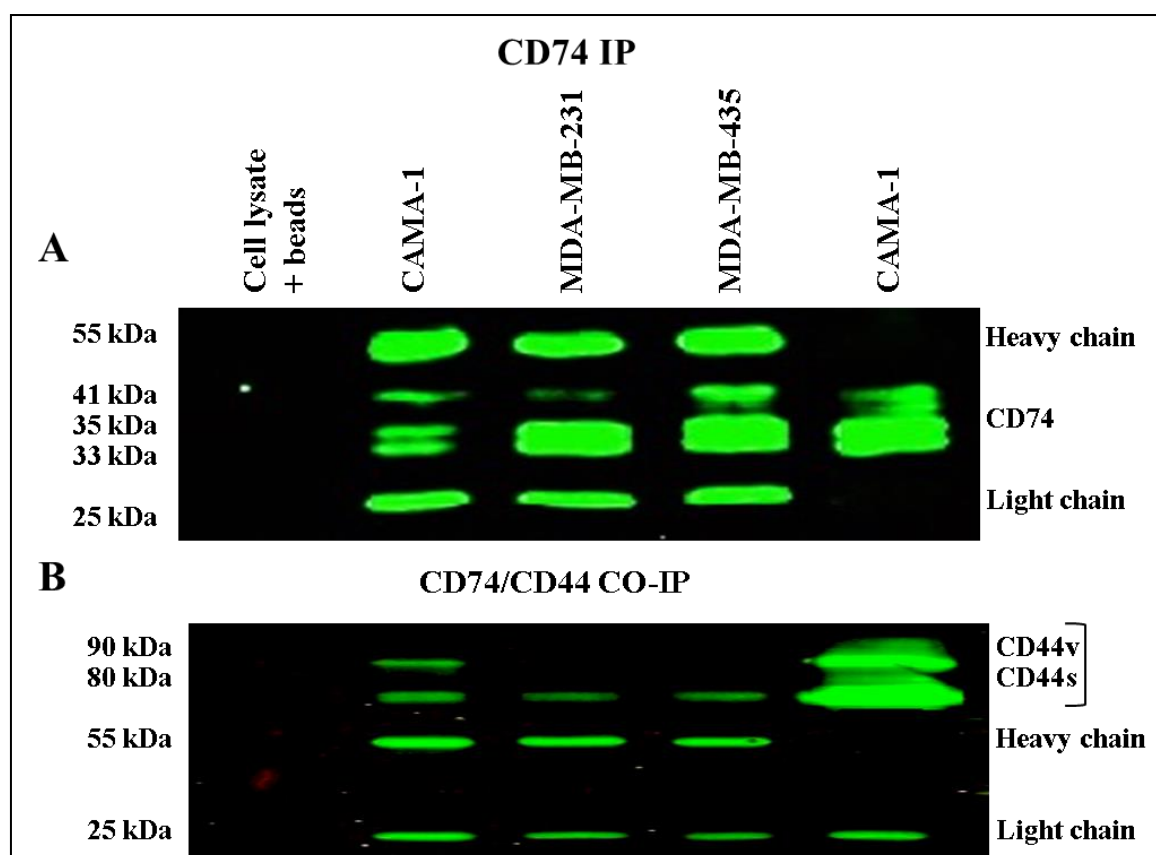 CD74 IP
Cell lysate
+ beads
CAMA-1
MDA-MB-231
MDA-MB-435
CAMA-1
A
55 kDa
41 kDa
35 kDa
33 kDa
25 kDa
Heavy chain
CD74
Light chain
B
CD74/CD44 CO-IP
90 kDa
80 kDa
55 kDa
25 kDa
CD44v
CD44s
Heavy chain
Light chain